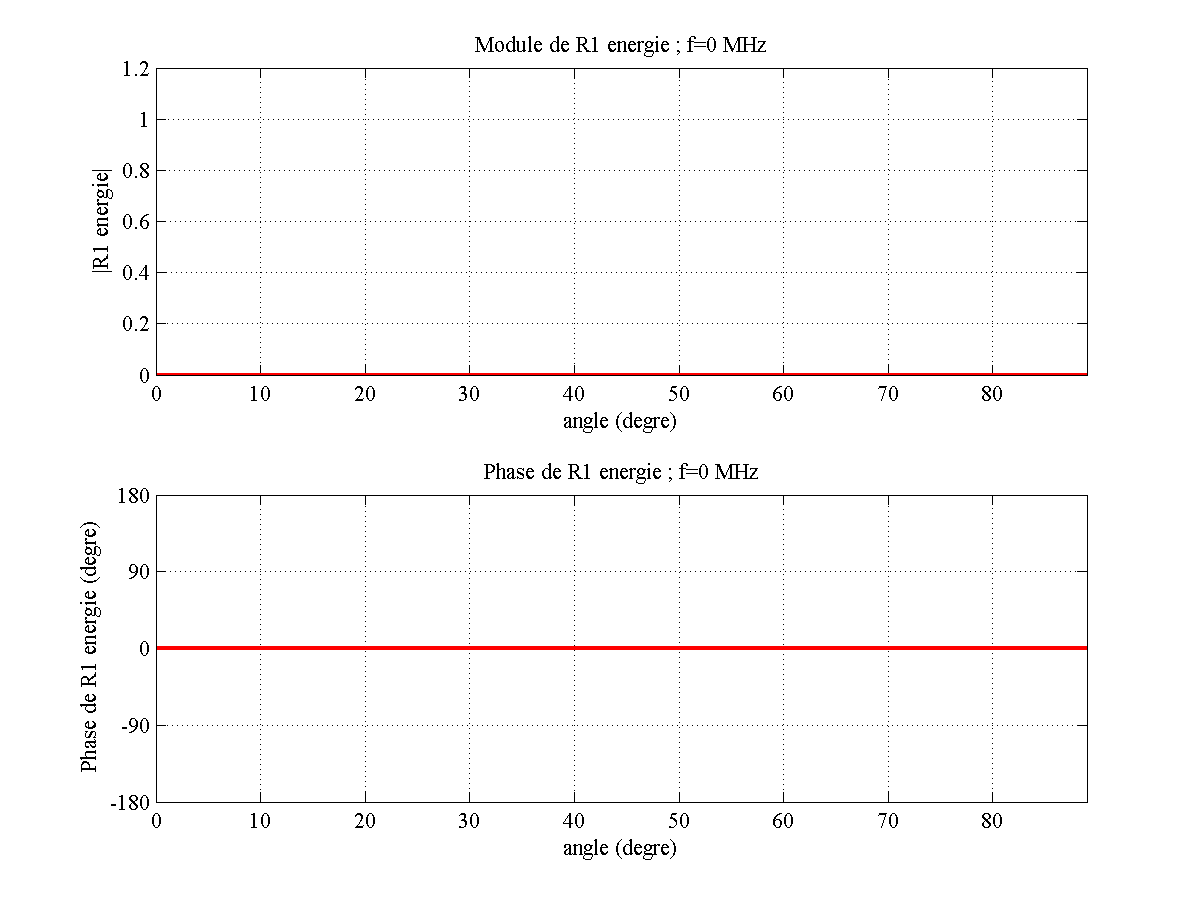 Module de R1 energie ; f=0 MHz
1.2
1
0.8
0.6
0.4
0.2
0
|R1 energie|
0 10 20 30 40 50 60 70 80
angle (degre)
Phase de R1 energie ; f=0 MHz
180
90
0
-90
-180
Phase de R1 energie (degre)
0 10 20 30 40 50 60 70 80
angle (degre)